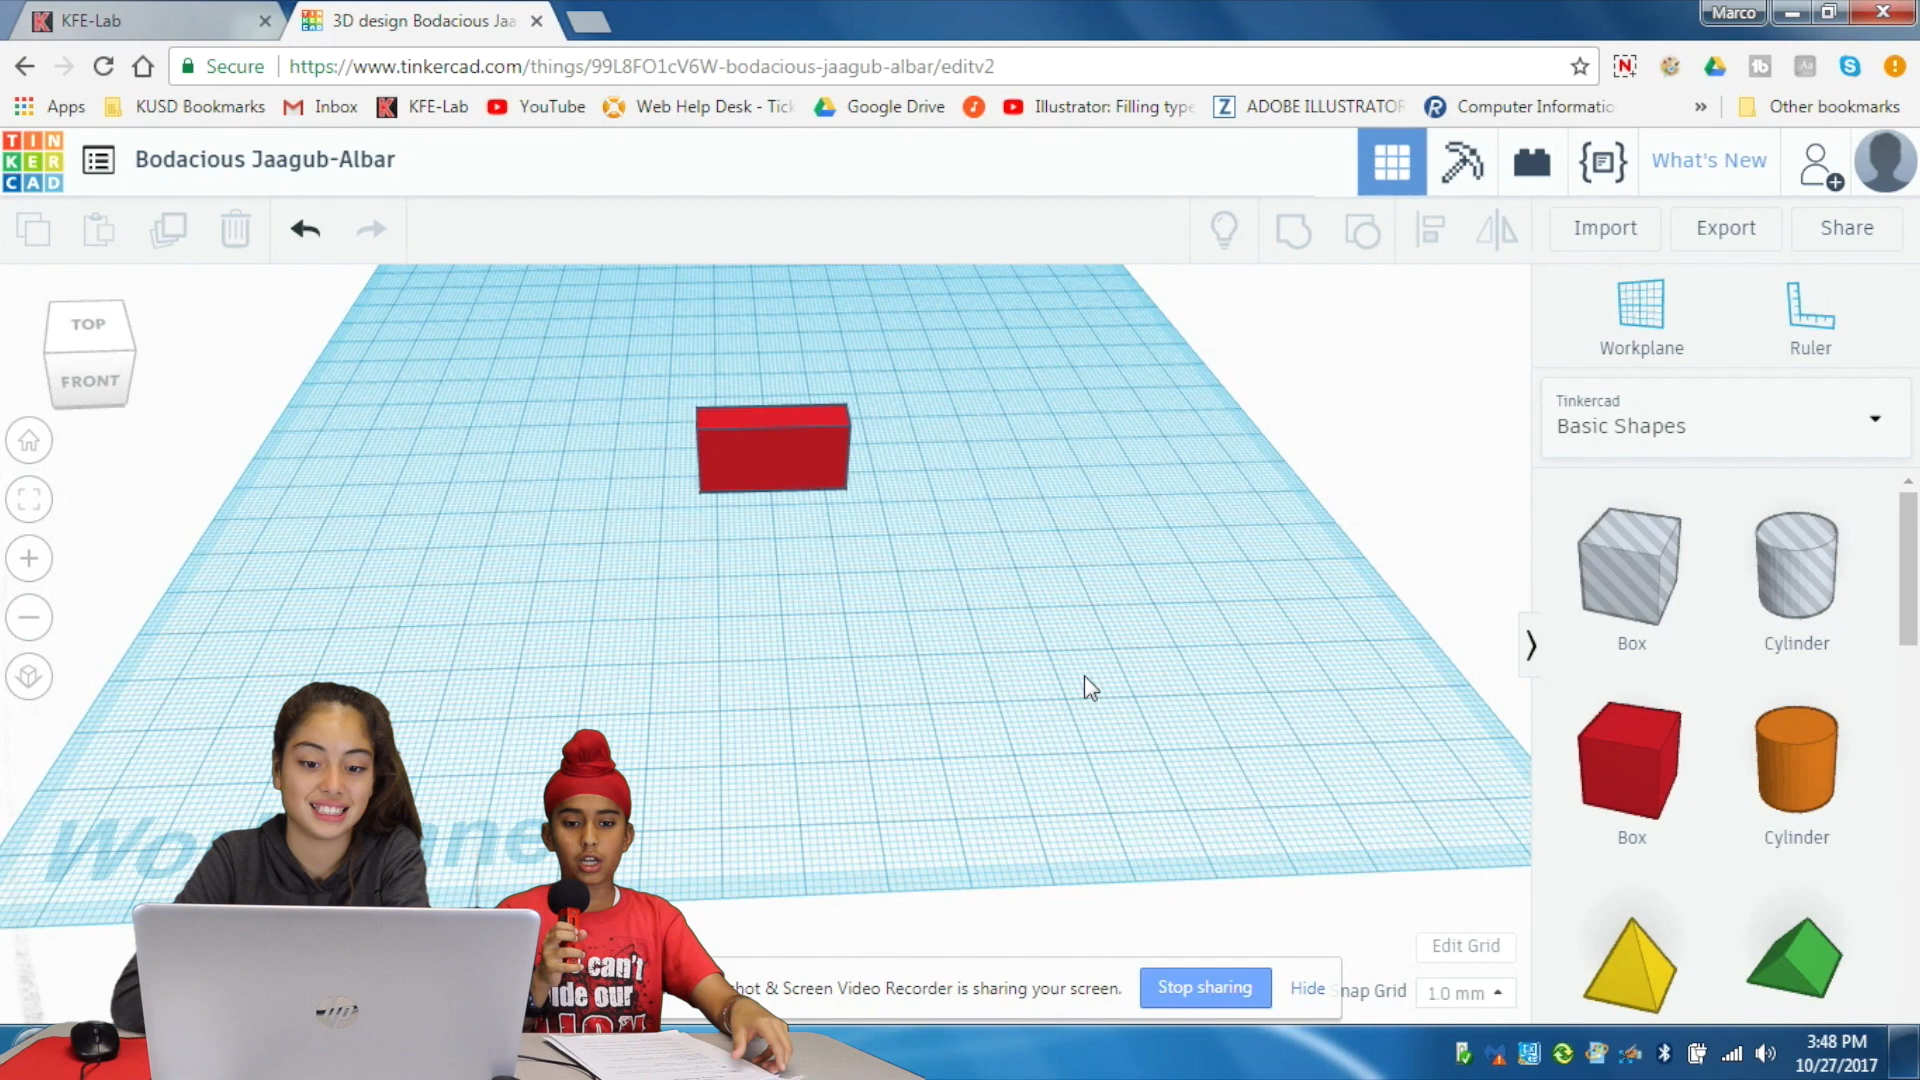 KFE-Lab
3D design Bodacious Jaa
Marco
Secure
https://www.tinkercad.com/things/99L8FO1cV6W-bodacious-jaagub-albar/editv2
Apps
KUSD Bookmarks
Inbox
KFE-Lab
YouTube
Web Help Desk - Tick
Google Drive
Illustrator: Filling type
ADOBE ILLUSTRATOR
Computer Informatio
»
Other bookmarks
TIN
KER
CAD
Bodacious Jaagub-Albar
What's New
Import
Export
Share
TOP
FRONT
Workplane
Ruler
Tinkercad
Basic Shapes
Box
Cylinder
Box
Cylinder
can't
our
Edit Grid
hot & Screen Video Recorder is sharing your screen.
Stop sharing
Hide
nap Grid
1.0 mm
hp
3:48 PM
10/27/2017